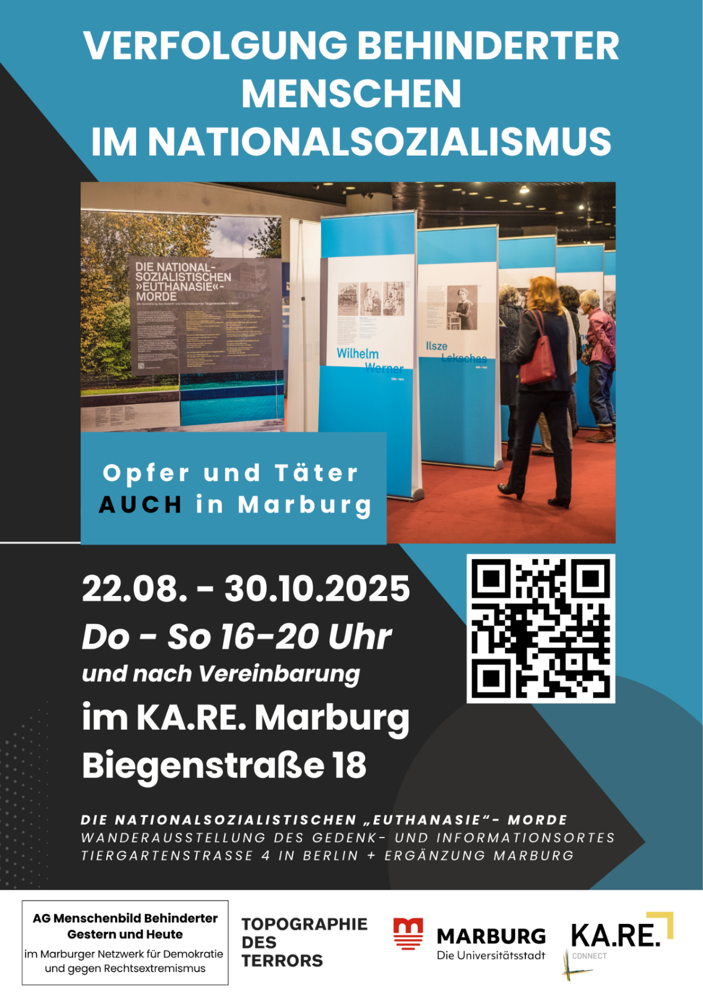 VERFOLGUNG BEHINDERTER
MENSCHEN
IM NATIONALSOZIALISMUS
DIE NATIONAL-
SOZIALISTISCHEN
»EUTHANASIE«-
MORDE
Wilhelm
Werner
Ilsze
Lekschas
Opfer und Täter
AUCH in Marburg
22.08. - 30.10.2025
Do - So 16-20 Uhr
und nach Vereinbarung
im KA.RE. Marburg
Biegenstraße 18
DIE NATIONALSOZIALISTISCHEN „EUTHANASIE“- MORDE
WANDERAUSSTELLUNG DES GEDENK- UND INFORMATIONSORTES
TIERGARTENSTRASSE 4 IN BERLIN + ERGÄNZUNG MARBURG
AG Menschenbild Behinderter
Gestern und Heute
im Marburger Netzwerk für Demokratie
und gegen Rechtsextremismus
TOPOGRAPHIE
DES
TERRORS
MARBURG
Die Universitätsstadt
KA.RE.
CONNECT